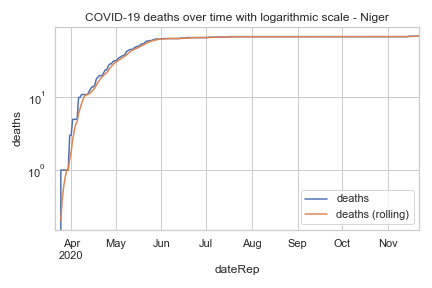 COVID-19 deaths over time with logarithmic scale - Niger
deaths
10¹
10⁰
Apr
2020
May
Jun
Jul
Aug
Sep
Oct
Nov
dateRep
deaths
deaths (rolling)